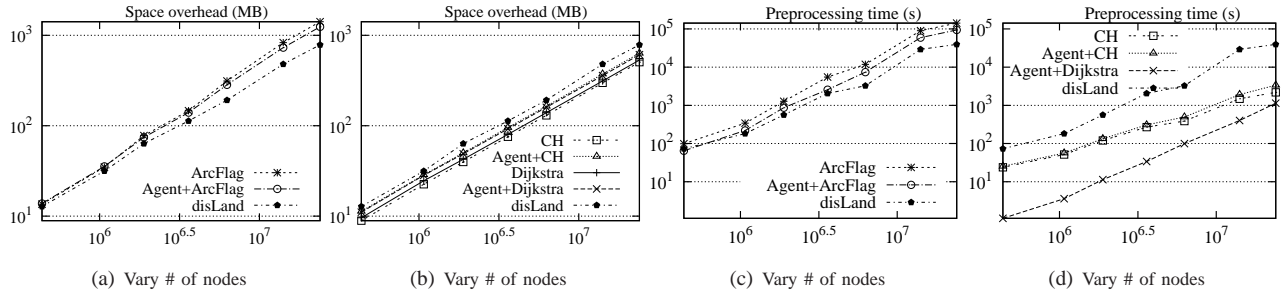 Space overhead (MB)
10^3
10^2
10^1
ArcFlag
Agent+ArcFlag
disLand
10^6
10^6.5
10^7
(a) Vary # of nodes
Space overhead (MB)
10^3
10^2
10^1
CH
Agent+CH
Dijkstra
Agent+Dijkstra
disLand
10^6
10^6.5
10^7
(b) Vary # of nodes
Preprocessing time (s)
10^5
10^4
10^3
10^2
10^1
ArcFlag
Agent+ArcFlag
disLand
10^6
10^6.5
10^7
(c) Vary # of nodes
Preprocessing time (s)
10^5
10^4
10^3
10^2
10^1
CH
Agent+CH
Agent+Dijkstra
disLand
10^6
10^6.5
10^7
(d) Vary # of nodes